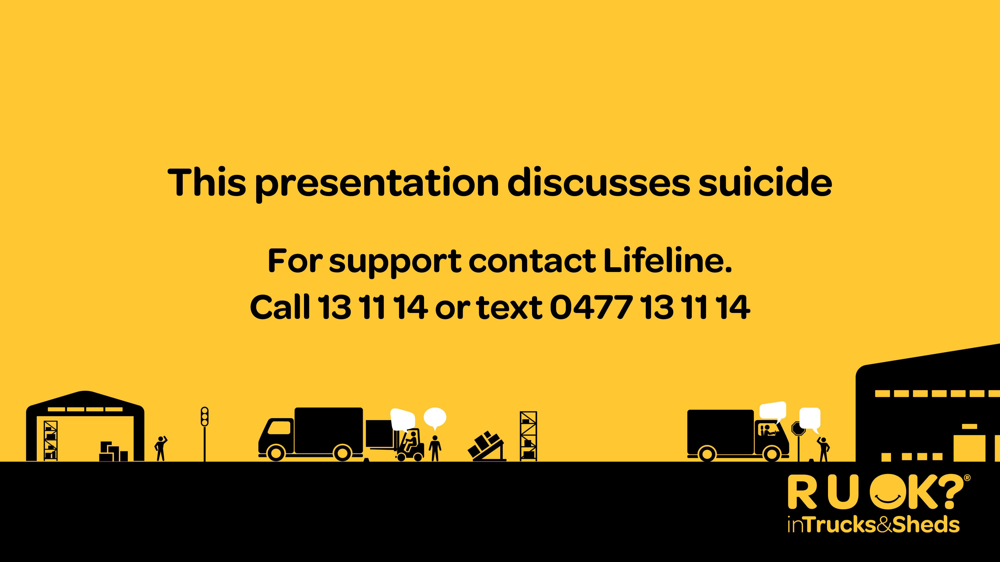 This presentation discusses suicide
For support contact Lifeline.
Call 13 11 14 or text 0477 13 11 14
R U OK?®
inTrucks&Sheds